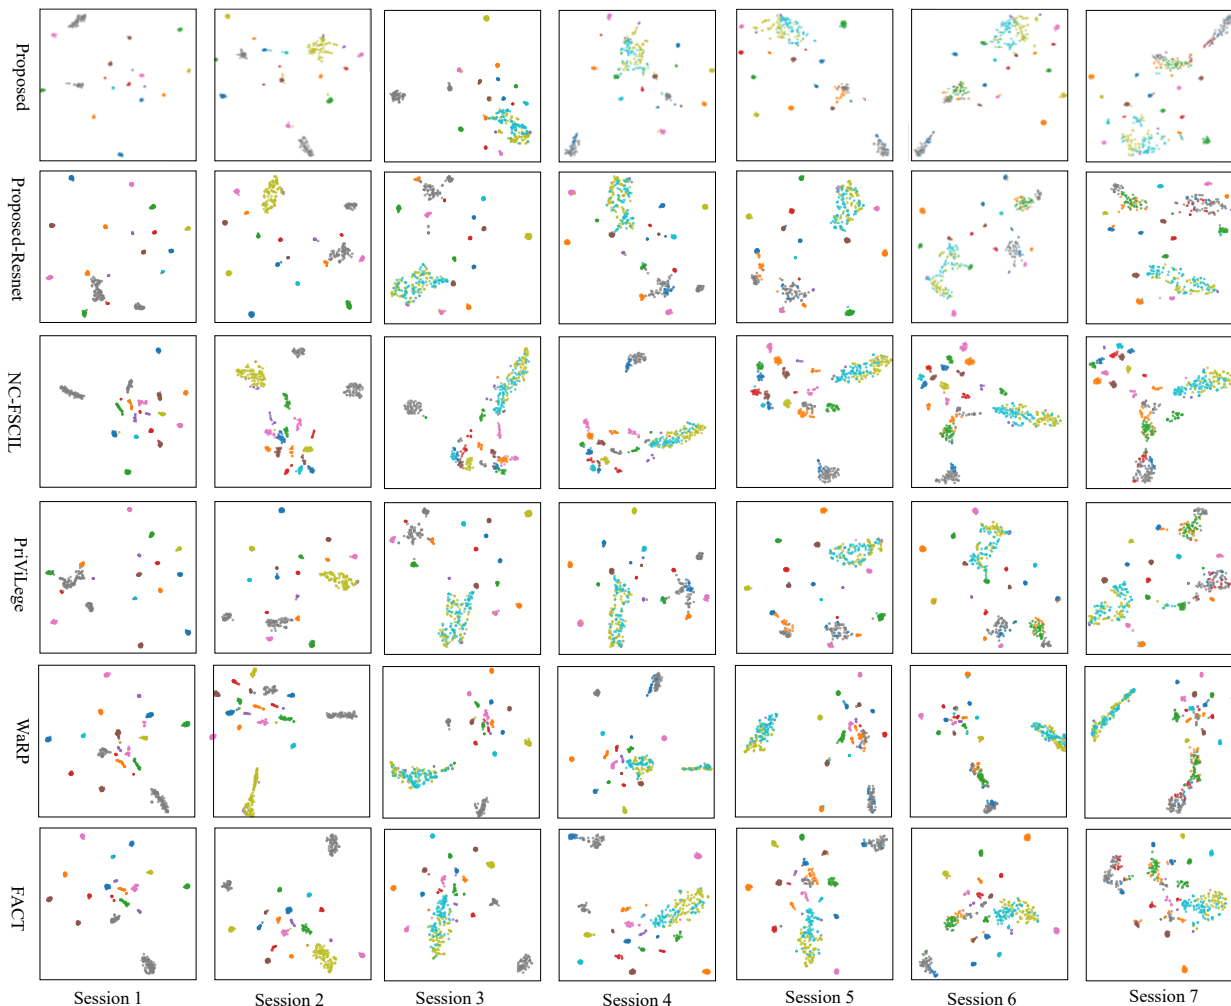 Proposed
Proposed-Resnet
NC-FSCIL
PriViLege
WaRP
FACT
Session 1
Session 2
Session 3
Session 4
Session 5
Session 6
Session 7